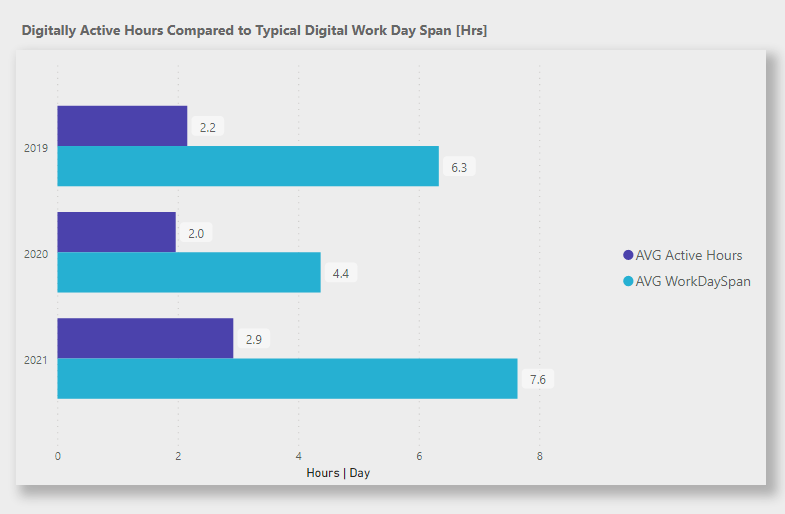 Digitally Active Hours Compared to Typical Digital Work Day Span [Hrs]
2019
2.2
6.3
2020
2.0
4.4
2021
2.9
7.6
AVG Active Hours
AVG WorkDaySpan
0 2 4 6 8
Hours | Day